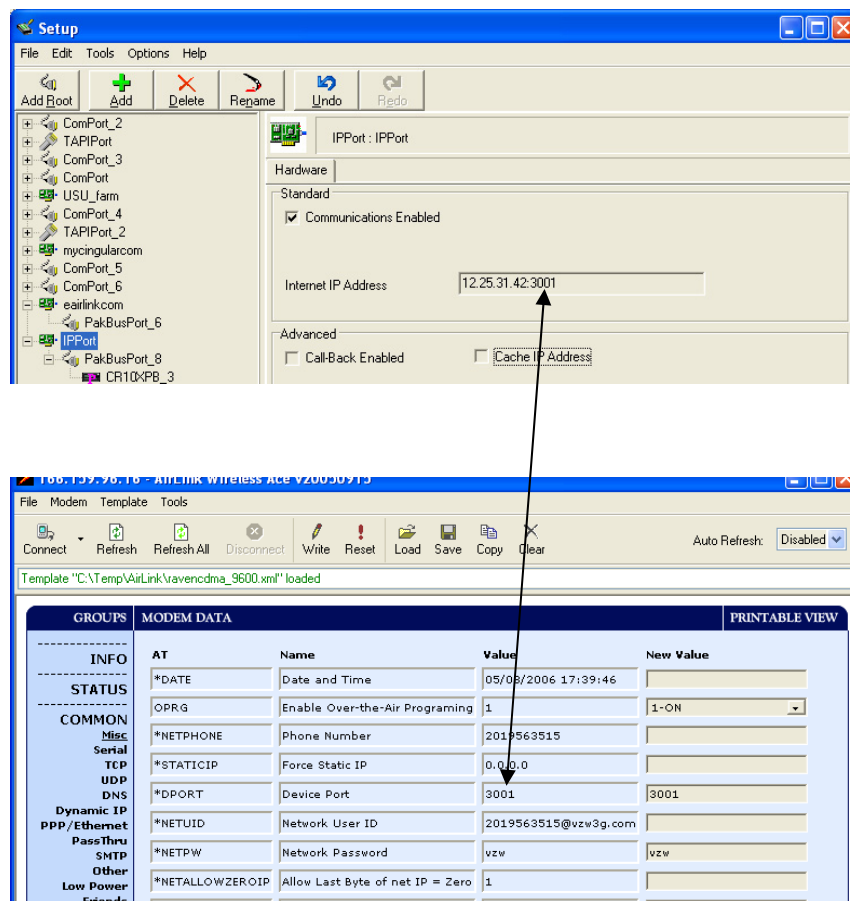 Setup
File Edit Tools Options Help
Add Root Add Delete Rename Undo Redo
ComPort_2
TAPIPort
ComPort_3
ComPort
USU_farm
ComPort_4
TAPIPort_2
mycingularcom
ComPort_5
ComPort_6
eairlinkcom
PakBusPort_6
IPPort
PakBusPort_8
CR10XPB_3
IPPort : IPPort
Hardware
Standard
Communications Enabled
Internet IP Address 12.25.31.42:3001
Advanced
Call-Back Enabled Cache IP Address
166.159.96.16 - AirLink Wireless Ace V20050915
File Modem Template Tools
Connect Refresh Refresh All Disconnect Write Reset Load Save Copy Clear Auto Refresh: Disabled
Template "C:\Temp\AirLink\ravencdma_9600.xml" loaded
GROUPS MODEM DATA PRINTABLE VIEW
INFO
STATUS
COMMON
Misc
Serial
TCP
UDP
DNS
Dynamic IP
PPP/Ethernet
PassThru
SMTP
Other
Low Power
Friends
AT Name Value New Value
*DATE Date and Time 05/03/2006 17:39:46
OPRG Enable Over-the-Air Programing 1 1-ON
*NETPHONE Phone Number 2019563515
*STATICIP Force Static IP 0.0.0.0
*DPORT Device Port 3001 3001
*NETUID Network User ID 2019563515@vzw3g.com
*NETPW Network Password vzw vzw
*NETALLOWZEROIP Allow Last Byte of net IP = Zero 1